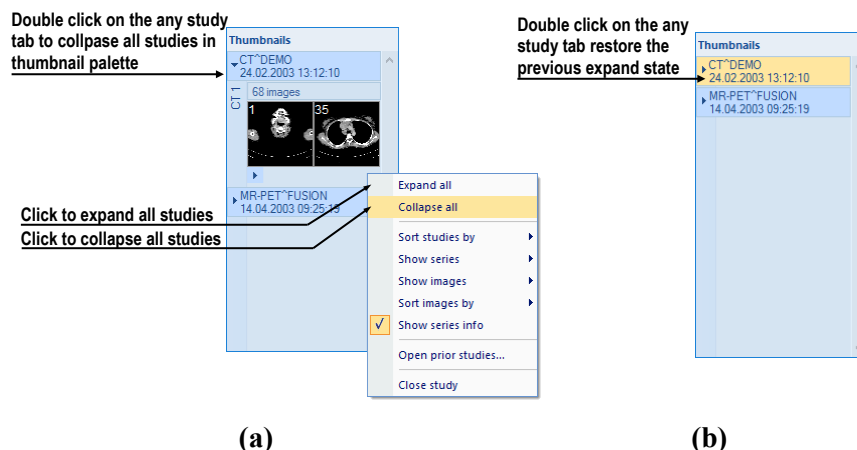 Double click on the any study
tab to collpase all studies in
thumbnail palette
Thumbnails
CT^DEMO
24.02.2003 13:12:10
CT 1
68 images
1
35
MR-PET^FUSION
14.04.2003 09:25:19
Click to expand all studies
Click to collapse all studies
Expand all
Collapse all
Sort studies by
Show series
Show images
Sort images by
Show series info
Open prior studies...
Close study
(a)
Double click on the any
study tab restore the
previous expand state
Thumbnails
CT^DEMO
24.02.2003 13:12:10
MR-PET^FUSION
14.04.2003 09:25:19
(b)